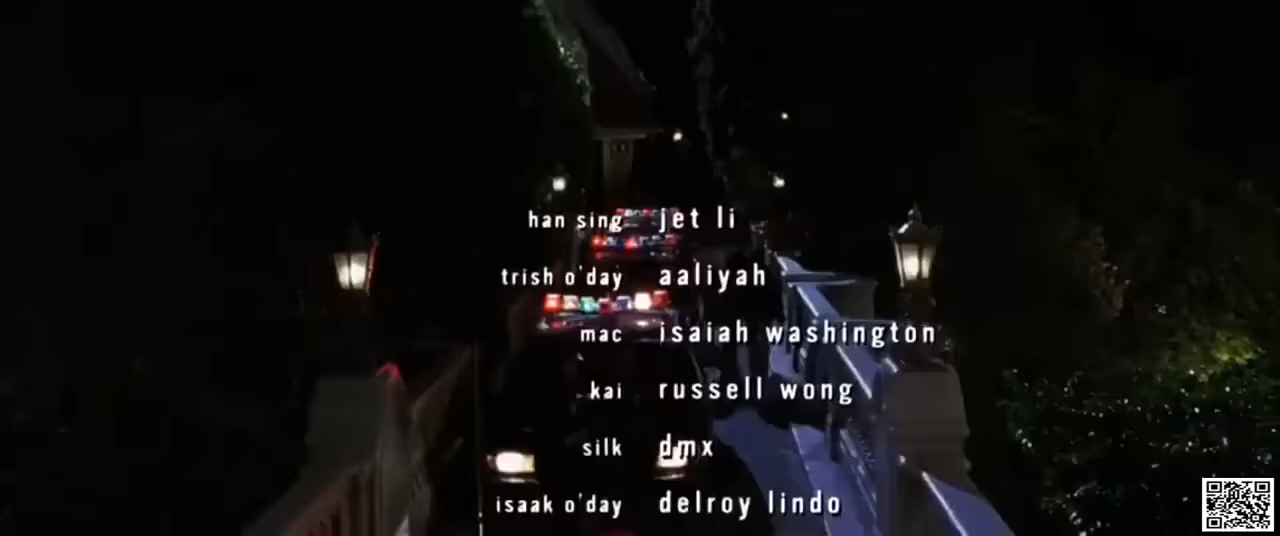 han sing jet li
trish o'day aaliyah
mac isaiah washington
kai russell wong
silk dmx
isaak o'day delroy lindo